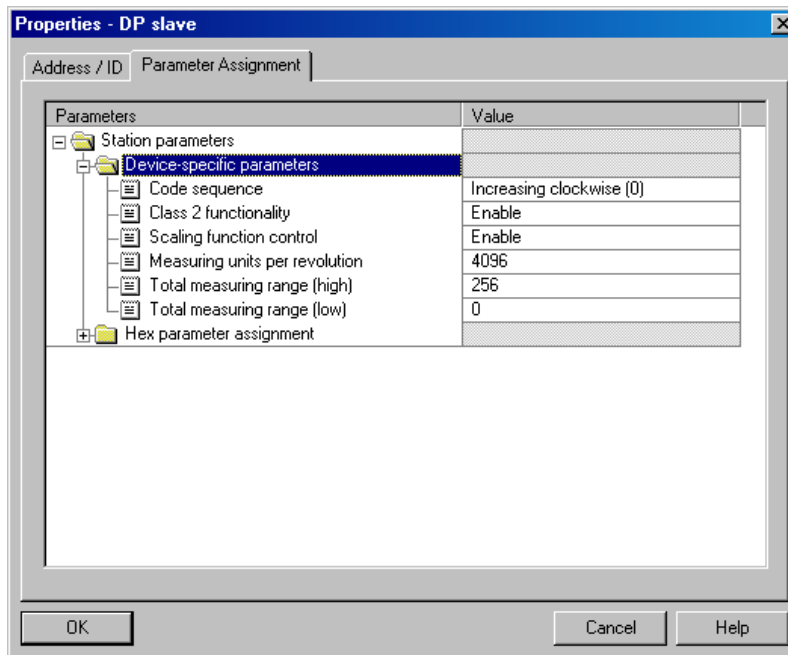 Properties - DP slave
Address / ID Parameter Assignment
Parameters Value
Station parameters
Device-specific parameters
Code sequence Increasing clockwise (0)
Class 2 functionality Enable
Scaling function control Enable
Measuring units per revolution 4096
Total measuring range (high) 256
Total measuring range (low) 0
Hex parameter assignment
OK Cancel Help